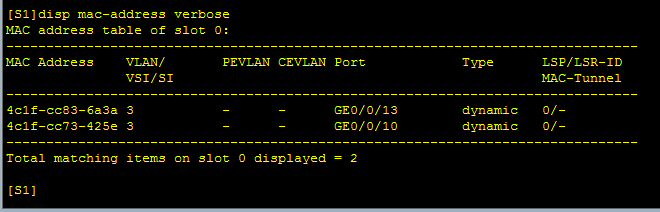 [S1]disp mac-address verbose
MAC address table of slot 0:
-------------------------------------------------------------------------------
MAC Address    VLAN/       PEVLAN CEVLAN Port            Type      LSP/LSR-ID
               VSI/SI                                              MAC-Tunnel
-------------------------------------------------------------------------------
4c1f-cc83-6a3a 3           -      -      GE0/0/13        dynamic   0/-
4c1f-cc73-425e 3           -      -      GE0/0/10        dynamic   0/-
-------------------------------------------------------------------------------
Total matching items on slot 0 displayed = 2
[S1]